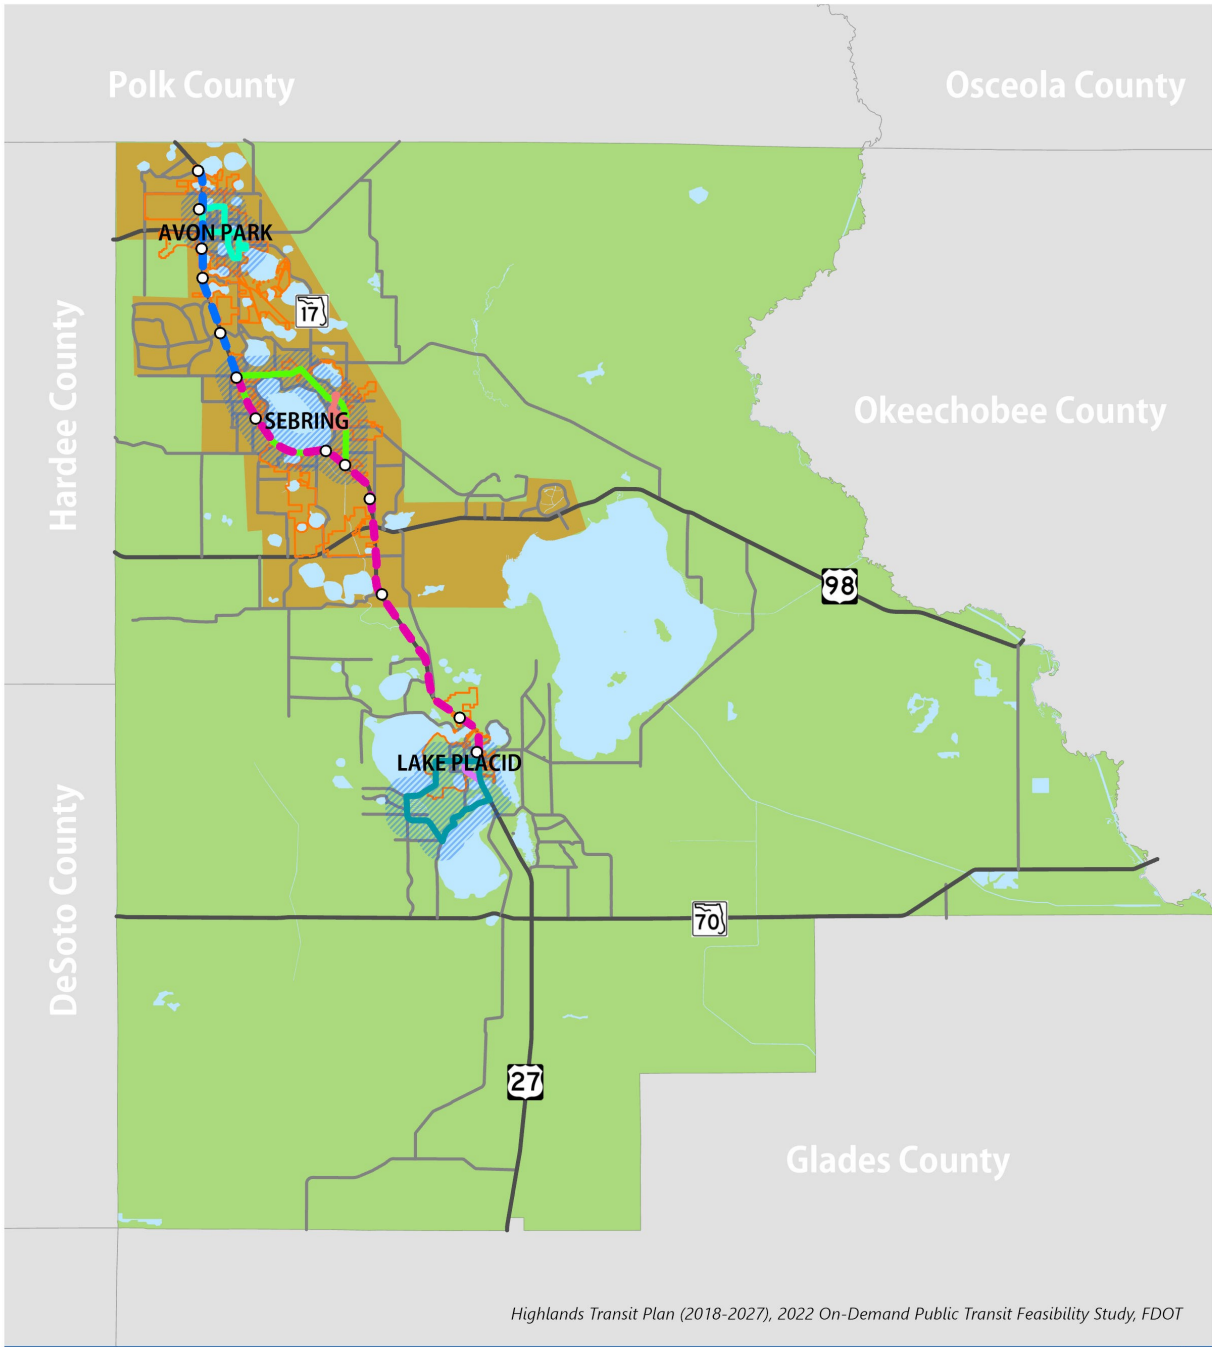 Polk County
Osceola County
AVON PARK
17
Hardee County
SEBRING
Okeechobee County
98
LAKE PLACID
DeSoto County
70
27
Glades County
Highlands Transit Plan (2018-2027), 2022 On-Demand Public Transit Feasibility Study, FDOT